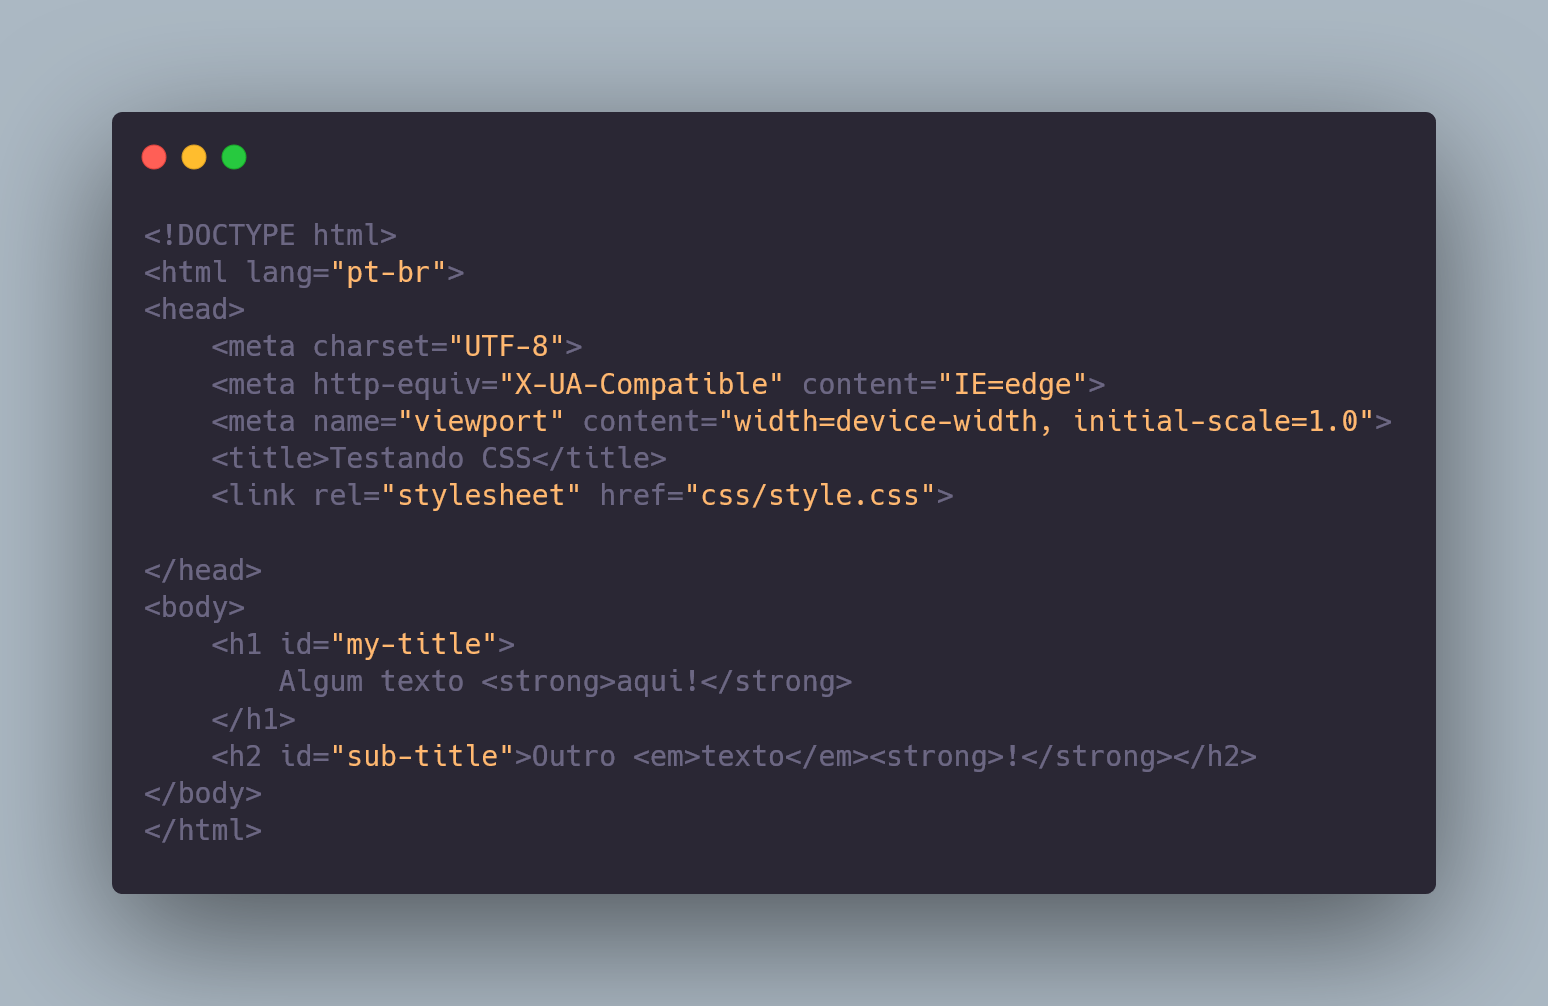 <!DOCTYPE html>
<html lang="pt-br">
<head>
    <meta charset="UTF-8">
    <meta http-equiv="X-UA-Compatible" content="IE=edge">
    <meta name="viewport" content="width=device-width, initial-scale=1.0">
    <title>Testando CSS</title>
    <link rel="stylesheet" href="css/style.css">

</head>
<body>
    <h1 id="my-title">
        Algum texto <strong>aqui!</strong>
    </h1>
    <h2 id="sub-title">Outro <em>texto</em><strong>!</strong></h2>
</body>
</html>